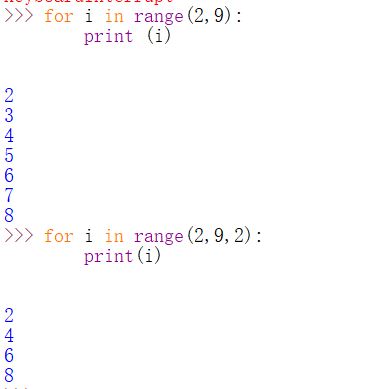 KeyboardInterrupt
>>> for i in range(2,9):
        print (i)
2
3
4
5
6
7
8
>>> for i in range(2,9,2):
        print(i)
2
4
6
8